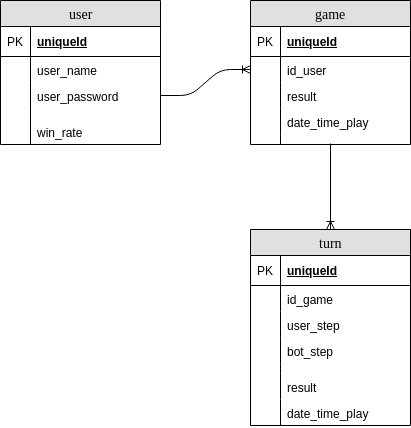 user
PK uniqueId
user_name
user_password
win_rate
game
PK uniqueId
id_user
result
date_time_play
turn
PK uniqueId
id_game
user_step
bot_step
result
date_time_play